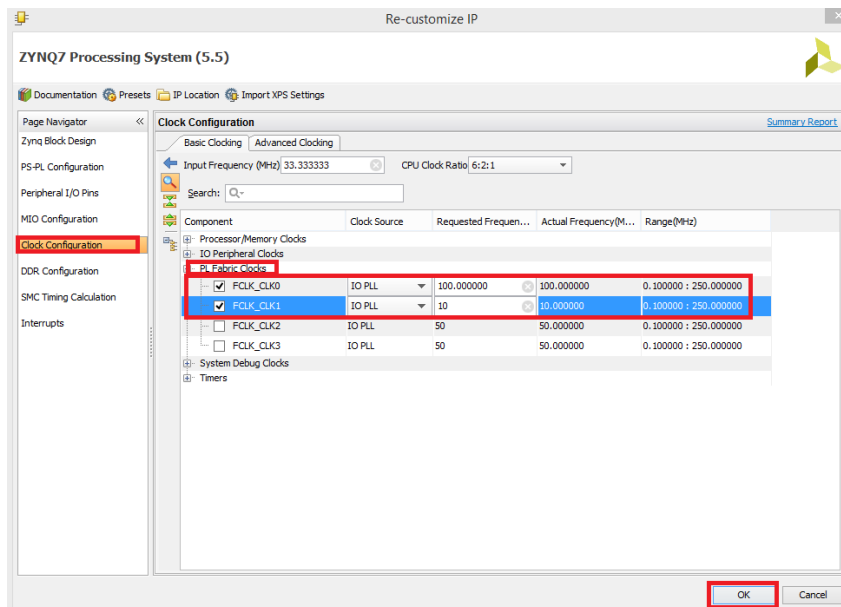 Re-customize IP
ZYNQ7 Processing System (5.5)
Documentation Presets IP Location Import XPS Settings
Page Navigator « Clock Configuration Summary Report
Zynq Block Design
PS-PL Configuration
Peripheral I/O Pins
MIO Configuration
Clock Configuration
DDR Configuration
SMC Timing Calculation
Interrupts
Basic Clocking Advanced Clocking
Input Frequency (MHz) 33.333333 CPU Clock Ratio 6:2:1
Search:
Component Clock Source Requested Frequen... Actual Frequency(M... Range(MHz)
Processor/Memory Clocks
IO Peripheral Clocks
PL Fabric Clocks
FCLK_CLK0 IO PLL 100.000000 100.000000 0.100000 : 250.000000
FCLK_CLK1 IO PLL 10 10.000000 0.100000 : 250.000000
FCLK_CLK2 IO PLL 50 50.000000 0.100000 : 250.000000
FCLK_CLK3 IO PLL 50 50.000000 0.100000 : 250.000000
System Debug Clocks
Timers
OK Cancel